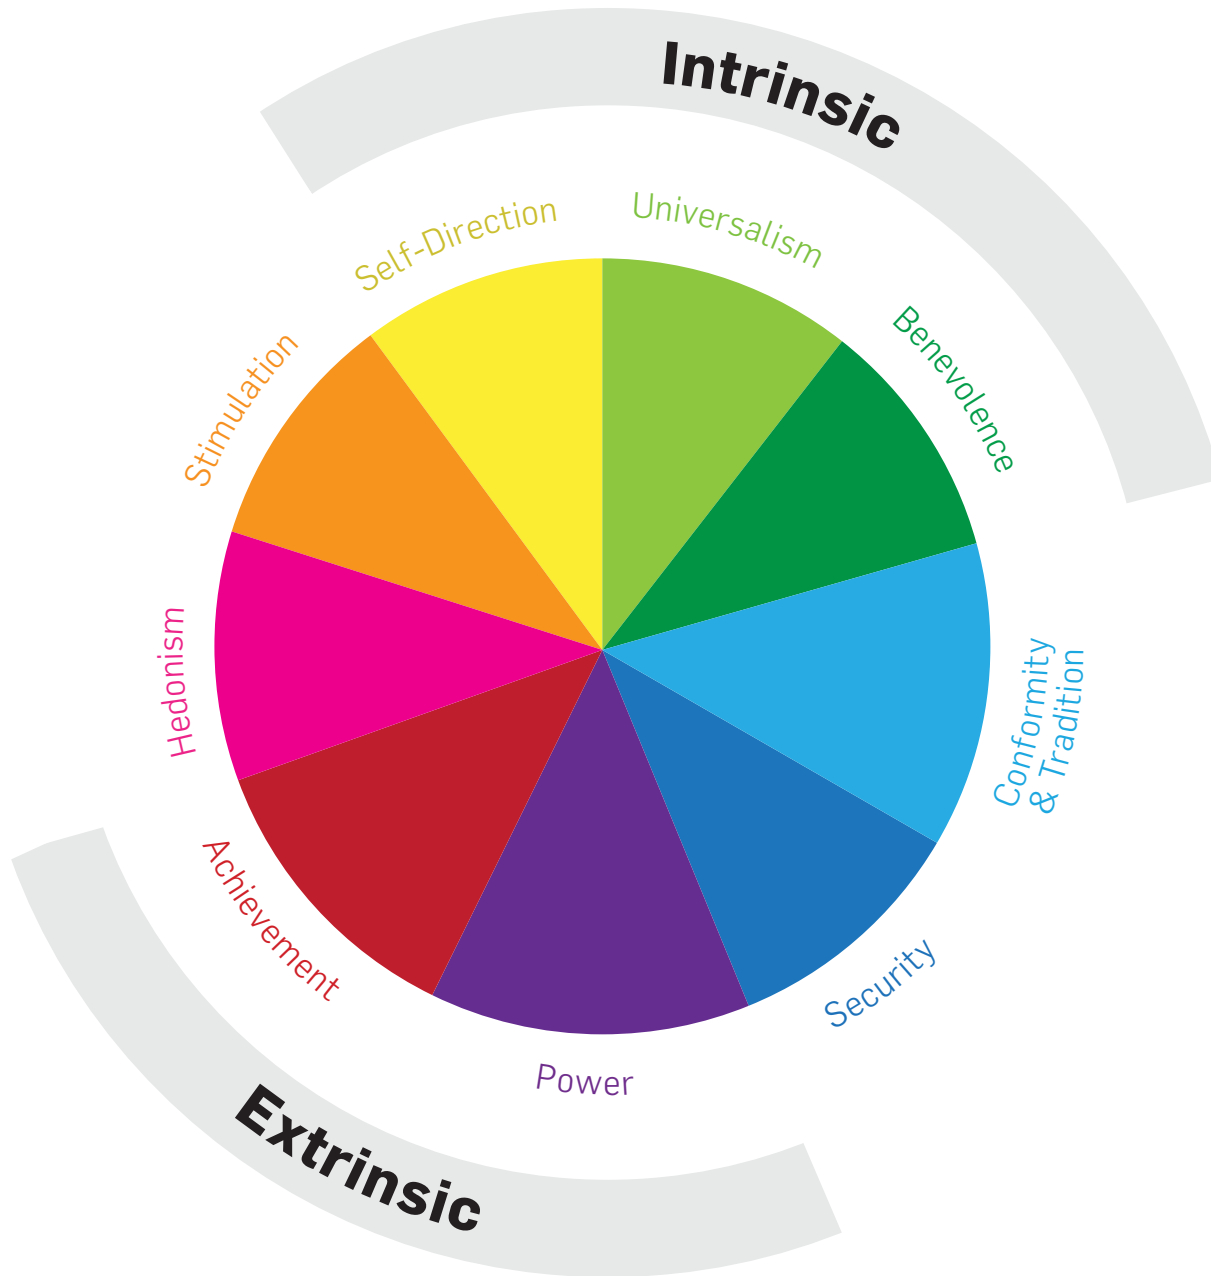 Intrinsic
Universalism
Self-Direction
Benevolence
Stimulation
Conformity
& Tradition
Hedonism
Achievement
Security
Power
Extrinsic